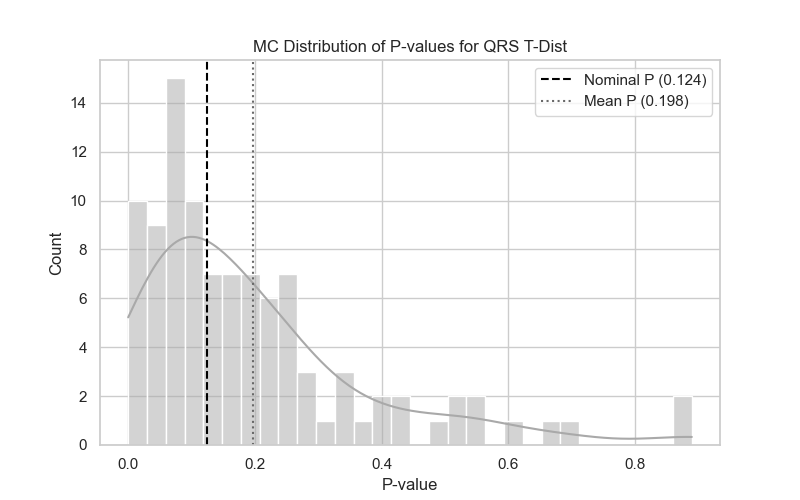 MC Distribution of P-values for QRS T-Dist
Nominal P (0.124)
Mean P (0.198)
Count
14
12
10
8
6
4
2
0
0.0 0.2 0.4 0.6 0.8
P-value